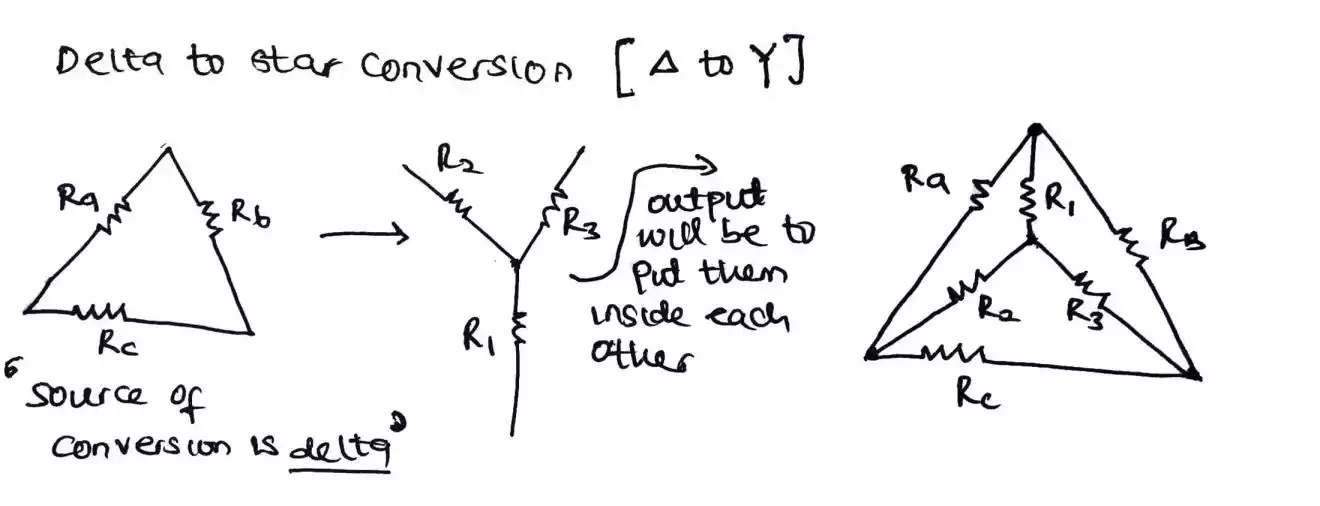 Delta to star conversion [Δ to Y]
Ra
Rb
Rc
"source of
conversion is delta"
R2
R3
R1
output
will be to
put them
inside each
other
Ra
R1
RB
R2
R3
Rc